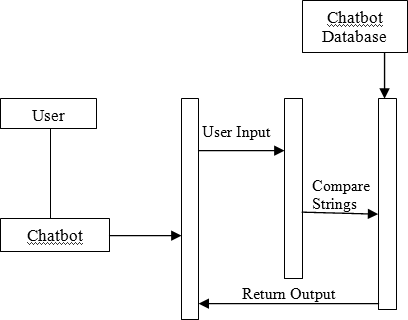 Chatbot
Database
User
User Input
Compare
Strings
Chatbot
Return Output